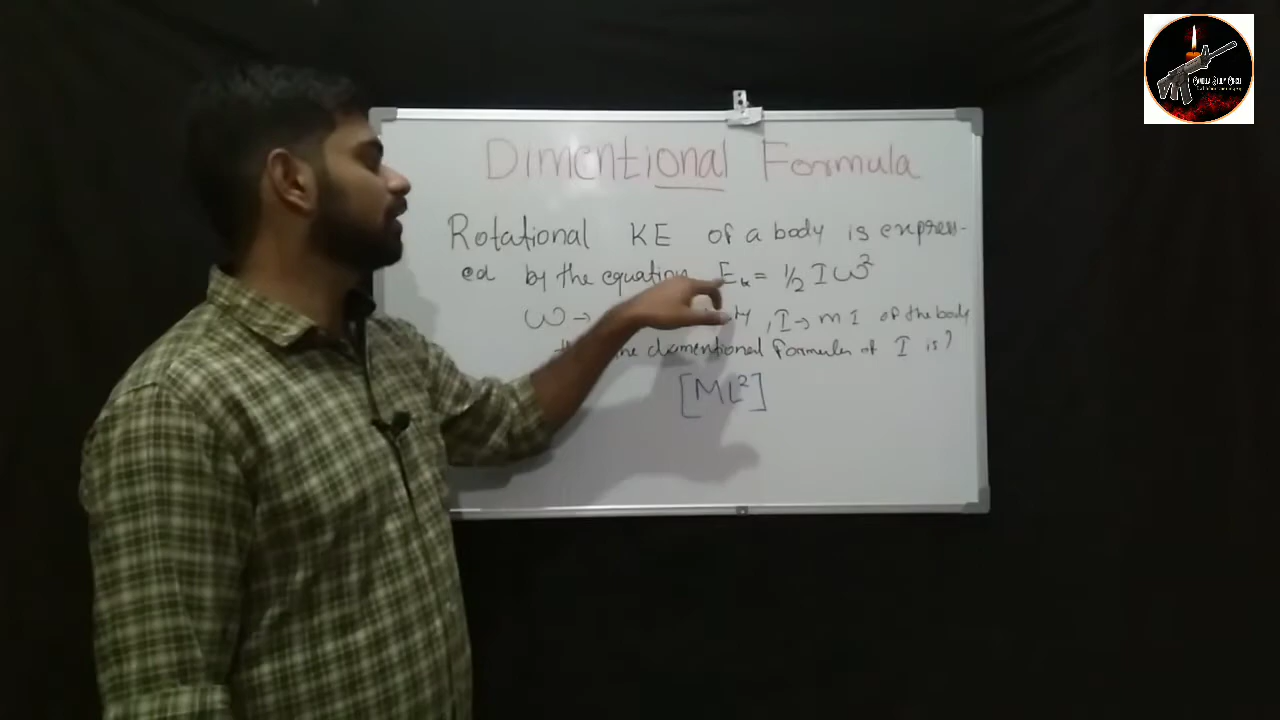 Dimentional Formula
Rotational KE of a body is express-
ed by the equation Ek = 1/2 I ω²
ω → , I → m I of the body
the dimentional formula of I is?
[ML²]